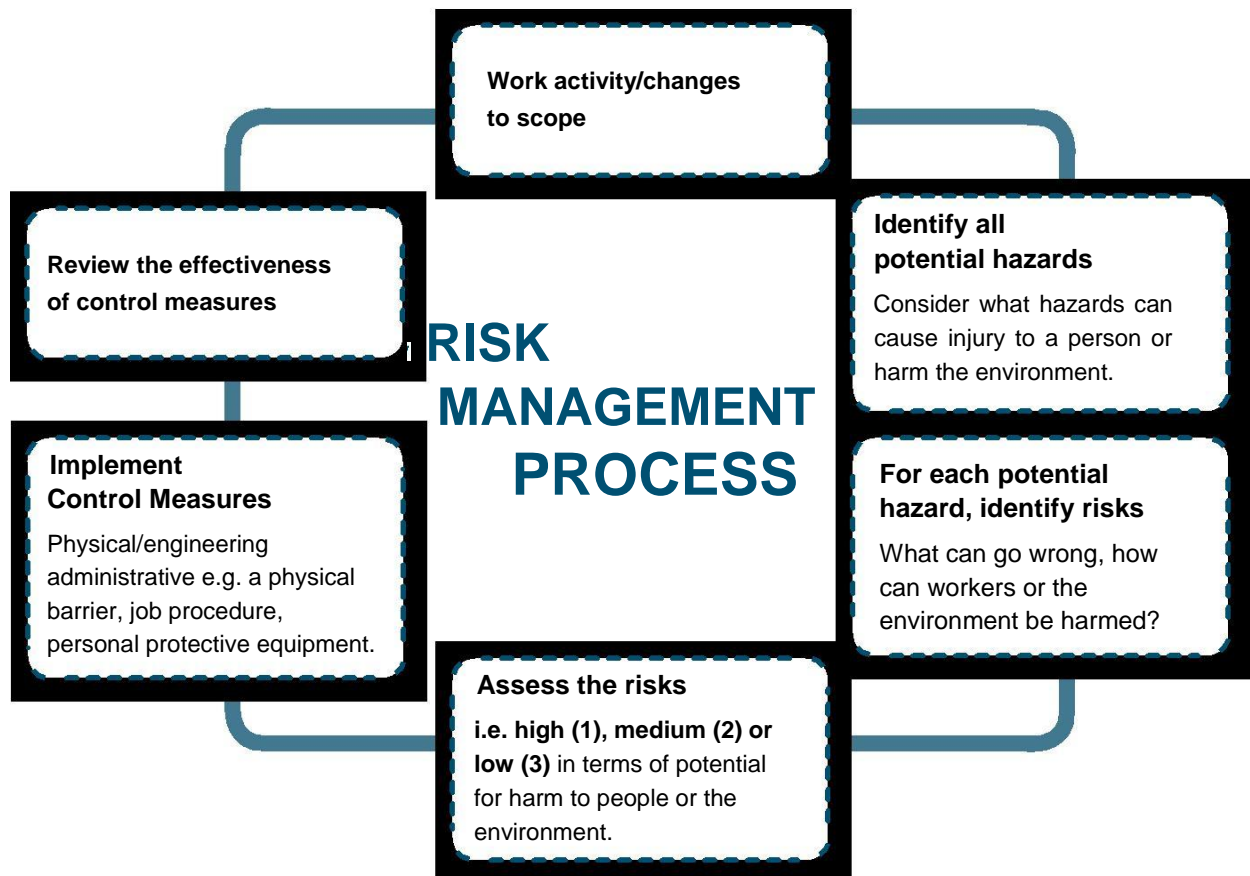 Work activity/changes
to scope
Identify all
potential hazards
Consider what hazards can
cause injury to a person or
harm the environment.
For each potential
hazard, identify risks
What can go wrong, how
can workers or the
environment be harmed?
Assess the risks
i.e. high (1), medium (2) or
low (3) in terms of potential
for harm to people or the
environment.
Implement
Control Measures
Physical/engineering
administrative e.g. a physical
barrier, job procedure,
personal protective equipment.
Review the effectiveness
of control measures
RISK
MANAGEMENT
PROCESS